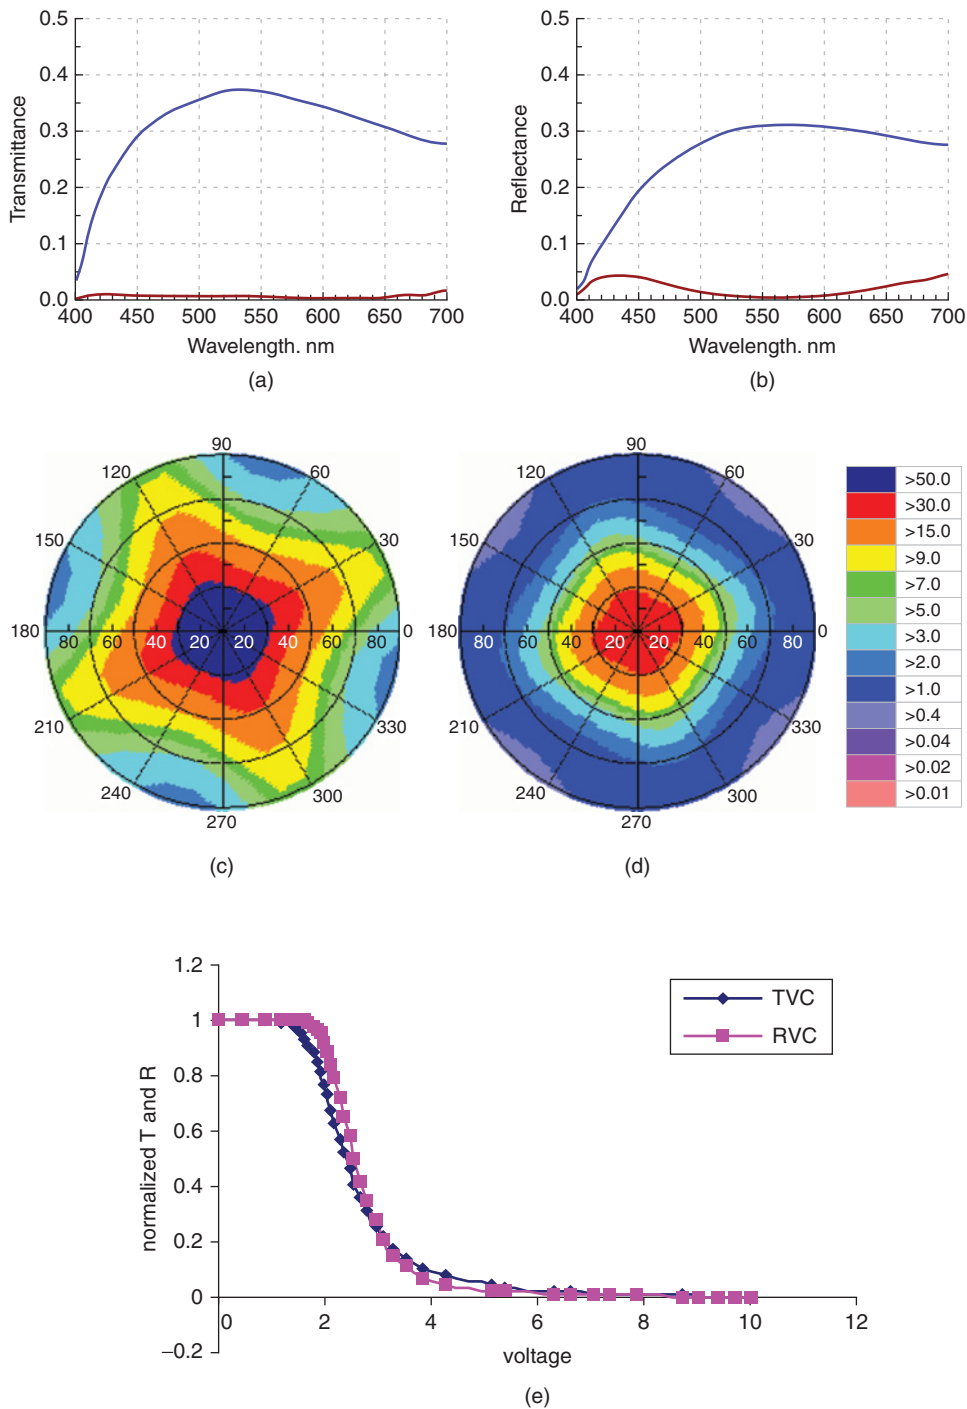 0.5
0.4
0.3
0.2
0.1
0.0
Transmittance
400 450 500 550 600 650 700
Wavelength. nm
(a)
0.5
0.4
0.3
0.2
0.1
0.0
Reflectance
400 450 500 550 600 650 700
Wavelength. nm
(b)
90
120 60
150 30
180 80 60 40 20 20 40 60 80 0
210 330
240 300
270
(c)
90
120 60
150 30
180 80 60 40 20 20 40 60 80 0
210 330
240 300
270
(d)
>50.0
>30.0
>15.0
>9.0
>7.0
>5.0
>3.0
>2.0
>1.0
>0.4
>0.04
>0.02
>0.01
1.2
1
0.8
0.6
0.4
0.2
0
−0.2
normalized T and R
0 2 4 6 8 10 12
voltage
TVC
RVC
(e)